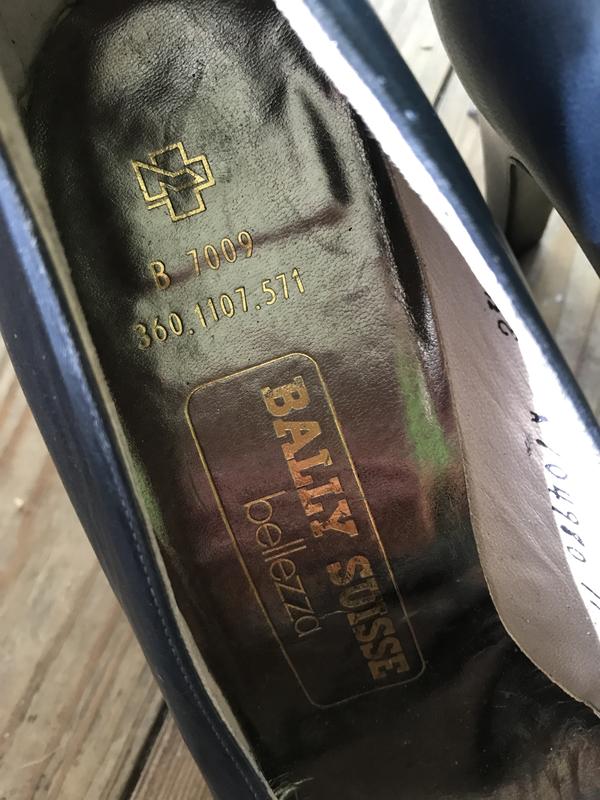 B 7009
360.1107.571
BALLY SUISSE
bellezza